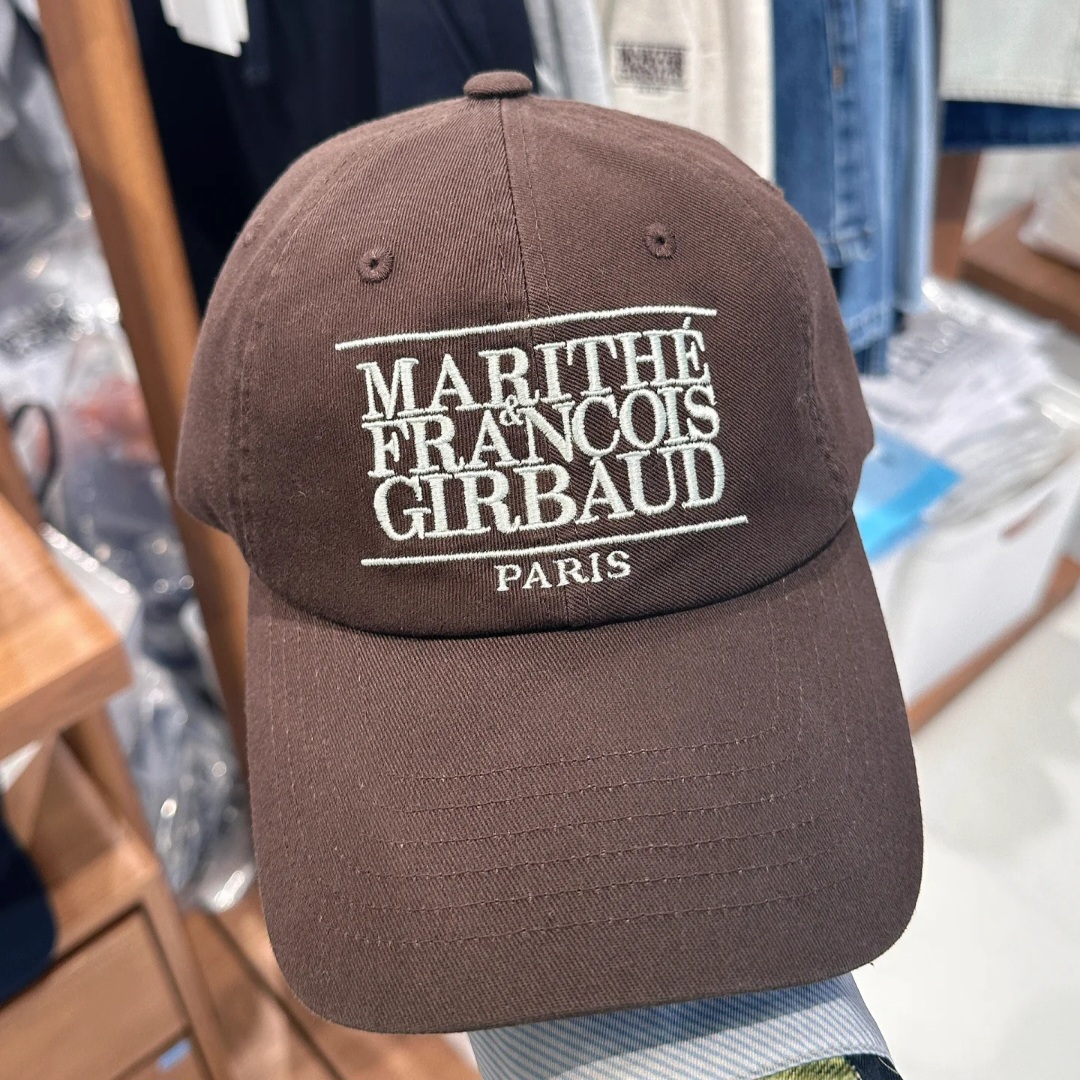 MARITHÉ
&
FRANCOIS
GIRBAUD
PARIS